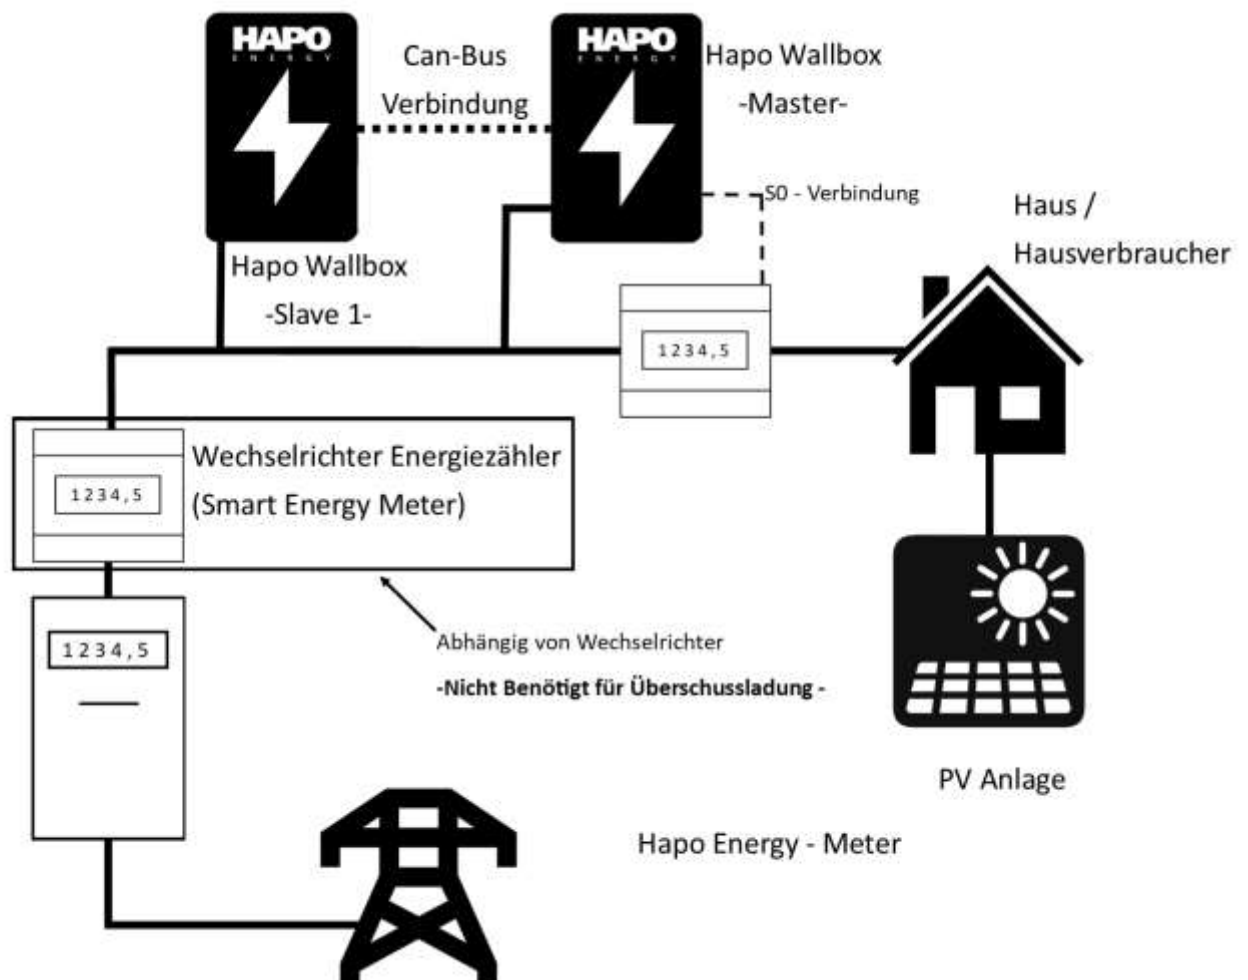 HAPO
ENERGY
Can-Bus
Verbindung
HAPO
ENERGY
Hapo Wallbox
-Master-
S0 - Verbindung
Haus /
Hausverbraucher
Hapo Wallbox
-Slave 1-
1234,5
Wechselrichter Energiezähler
(Smart Energy Meter)
1234,5
1234,5
Abhängig von Wechselrichter
-Nicht Benötigt für Überschussladung -
PV Anlage
Hapo Energy - Meter